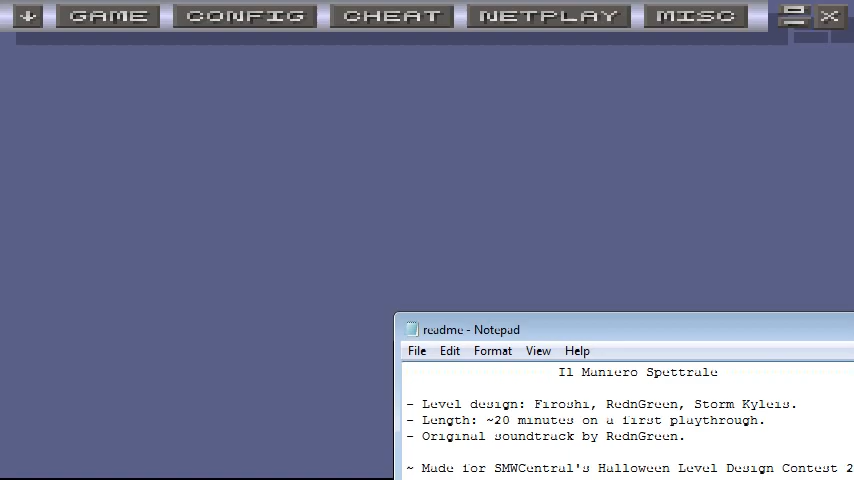 GAME CONFIG CHEAT NETPLAY MISC
readme - Notepad
File Edit Format View Help
Il Maniero Spettrale
- Level design: Firoshi, RednGreen, Storm Kyleis.
- Length: ~20 minutes on a first playthrough.
- Original soundtrack by RednGreen.
~ Made for SMWCentral's Halloween Level Design Contest 2